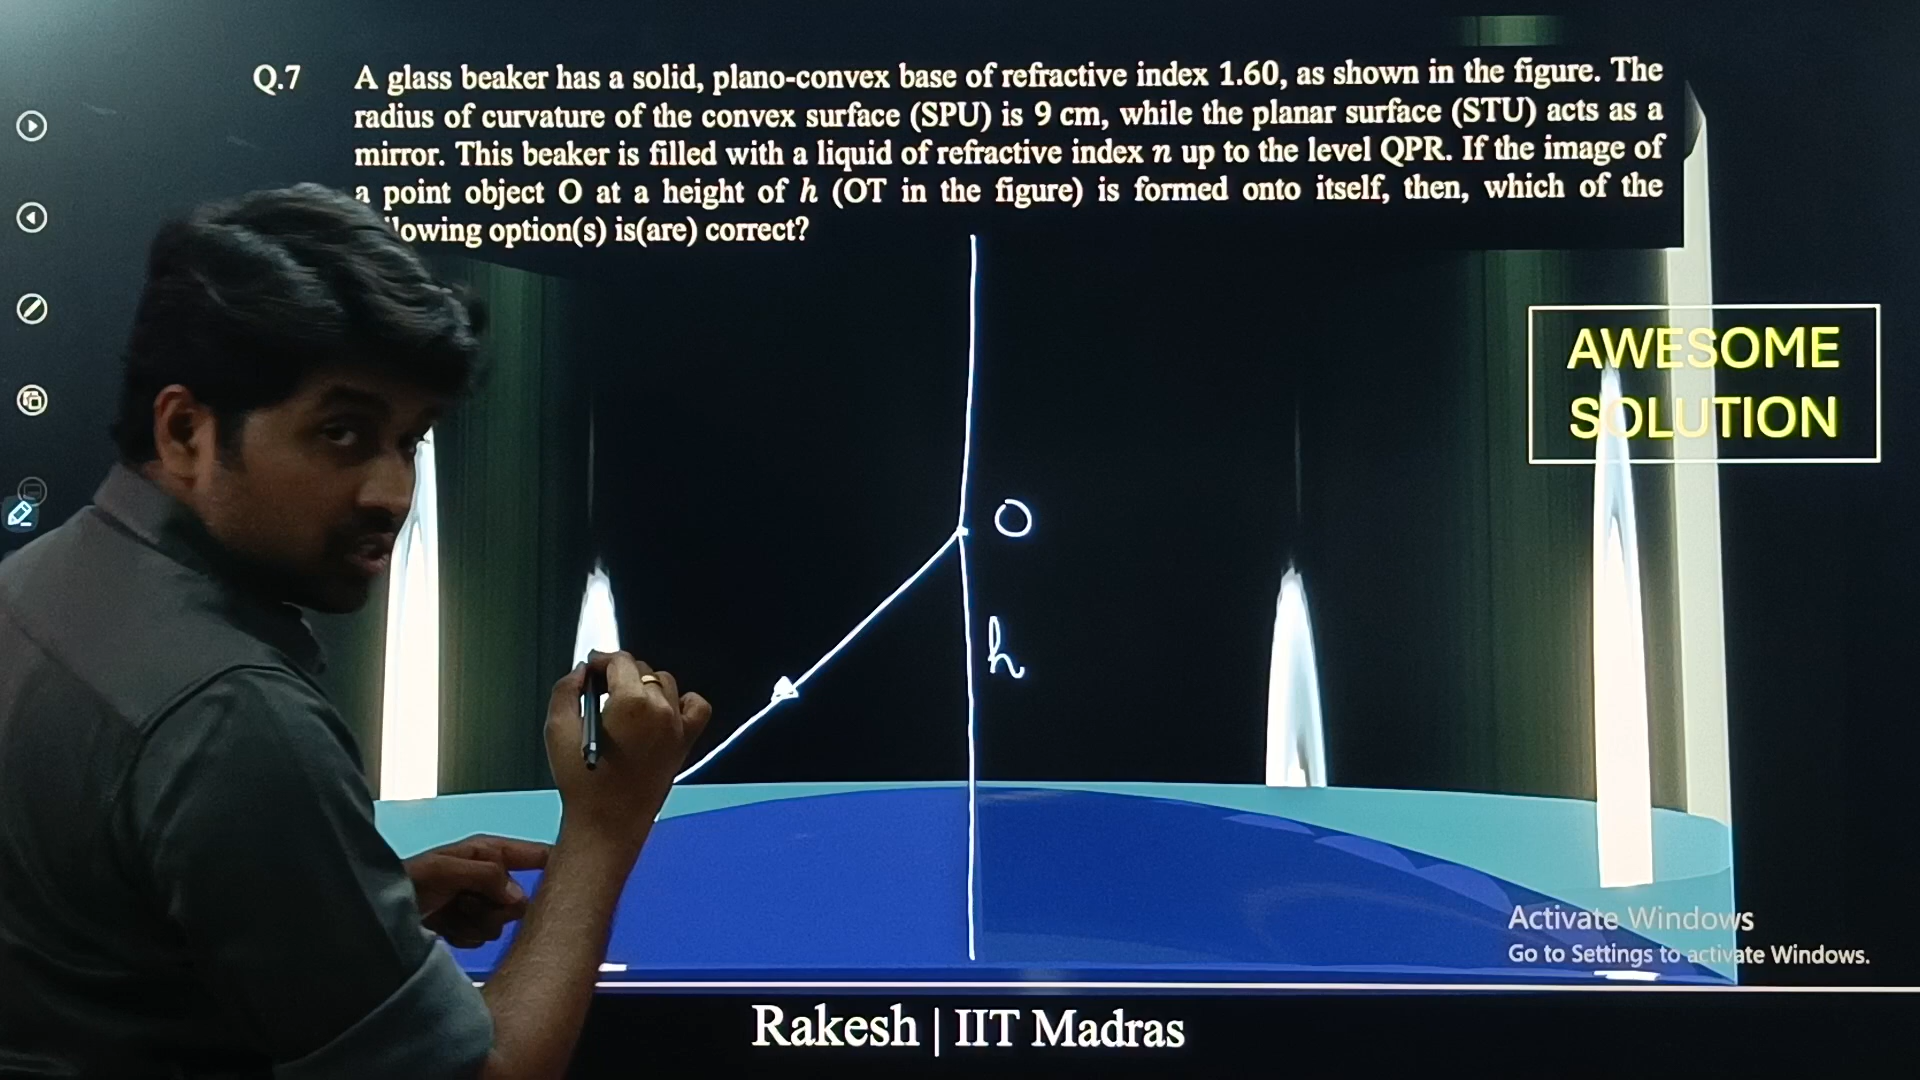 Q.7 A glass beaker has a solid, plano-convex base of refractive index 1.60, as shown in the figure. The
radius of curvature of the convex surface (SPU) is 9 cm, while the planar surface (STU) acts as a
mirror. This beaker is filled with a liquid of refractive index n up to the level QPR. If the image of
a point object O at a height of h (OT in the figure) is formed onto itself, then, which of the
option(s) is(are) correct?
AWESOME
SOLUTION
O
h
Activate Windows
Go to Settings to activate Windows.
Rakesh | IIT Madras